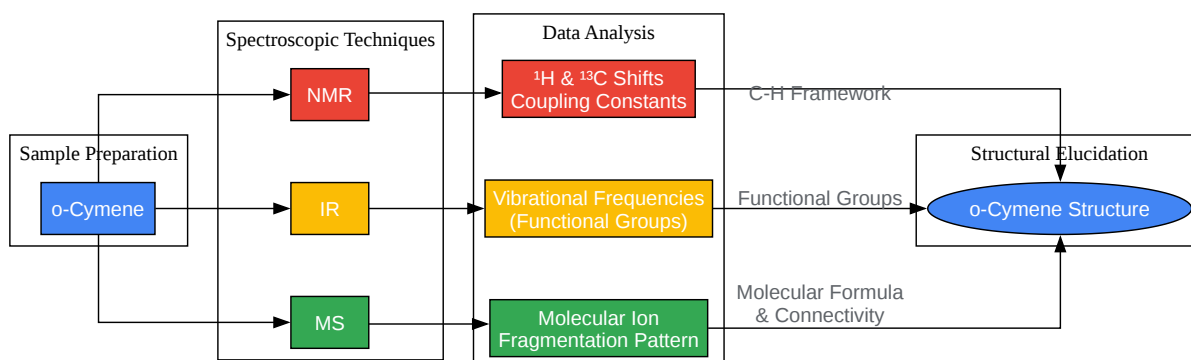 Spectroscopic Techniques
Data Analysis
NMR
¹H & ¹³C Shifts
Coupling Constants
C-H Framework
Sample Preparation
Structural Elucidation
o-Cymene
IR
Vibrational Frequencies
(Functional Groups)
Functional Groups
o-Cymene Structure
MS
Molecular Ion
Fragmentation Pattern
Molecular Formula
& Connectivity